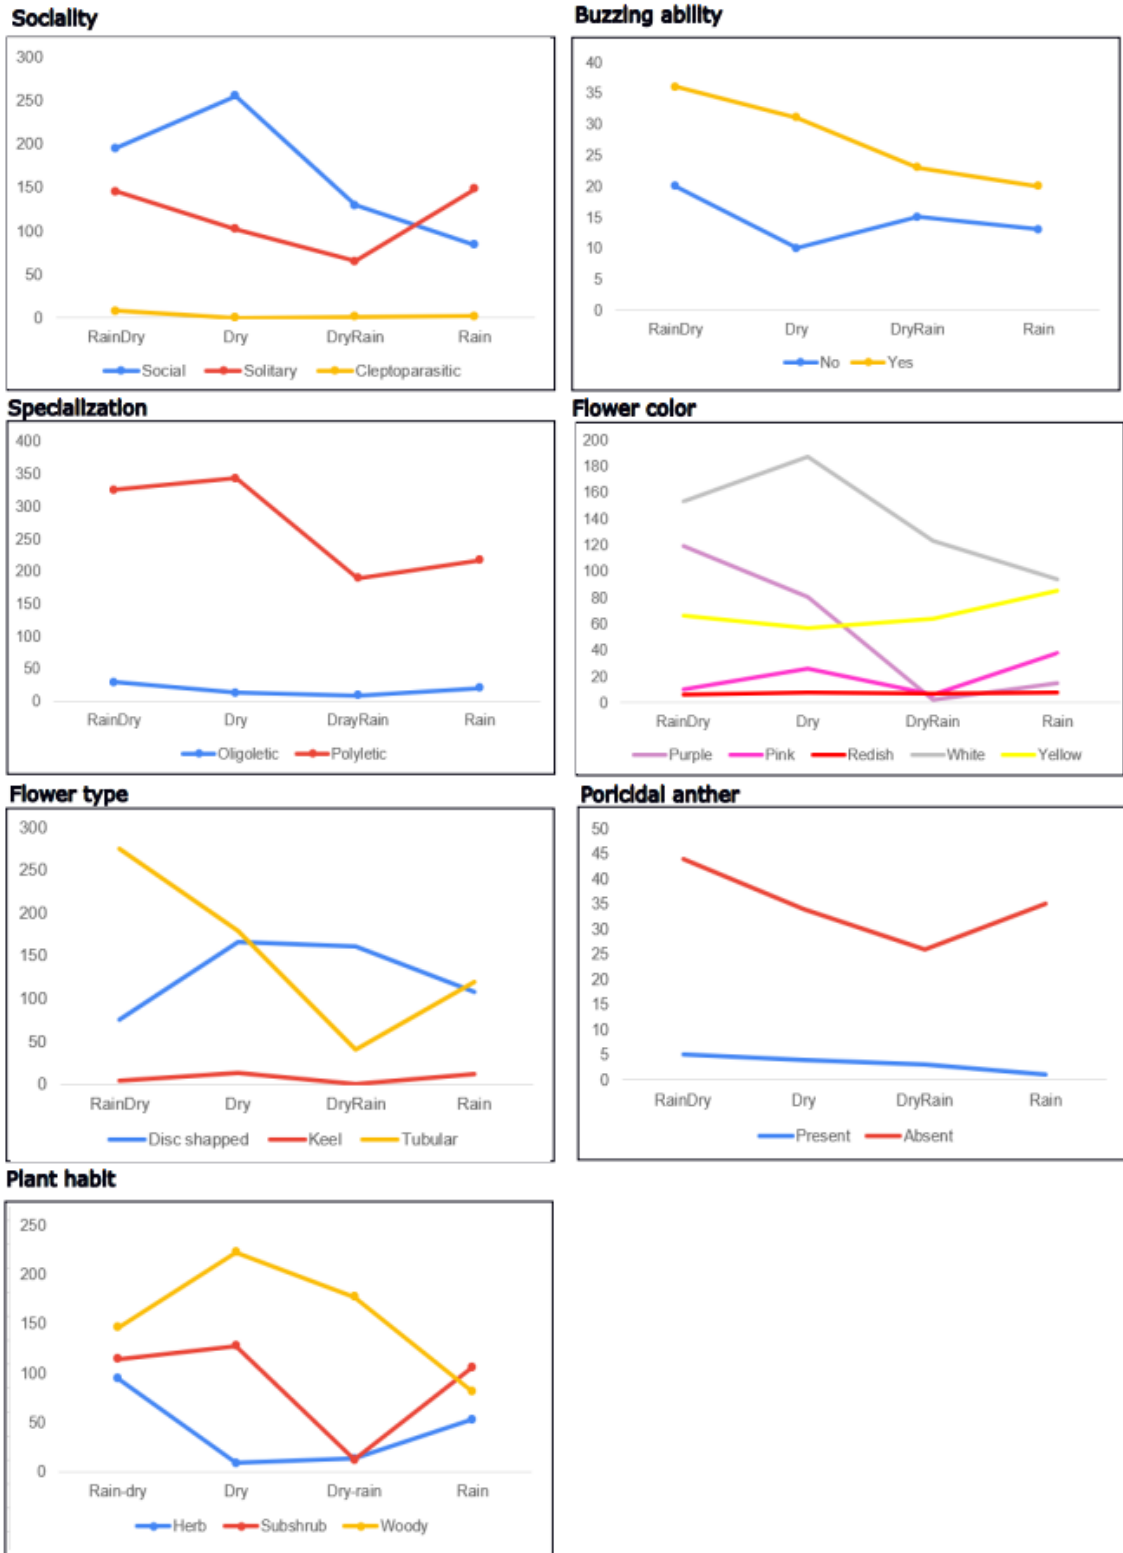 Sociality
300
250
200
150
100
50
0
RainDry Dry DryRain Rain
Social Solitary Cleptoparasitic
Buzzing ability
40
35
30
25
20
15
10
5
0
RainDry Dry DryRain Rain
No Yes
Specialization
400
350
300
250
200
150
100
50
0
RainDry Dry DrayRain Rain
Oligoletic Polyletic
Flower color
200
180
160
140
120
100
80
60
40
20
0
RainDry Dry DryRain Rain
Purple Pink Redish White Yellow
Flower type
300
250
200
150
100
50
0
RainDry Dry DryRain Rain
Disc shapped Keel Tubular
Poricidal anther
50
45
40
35
30
25
20
15
10
5
0
RainDry Dry DryRain Rain
Present Absent
Plant habit
250
200
150
100
50
0
Rain-dry Dry Dry-rain Rain
Herb Subshrub Woody